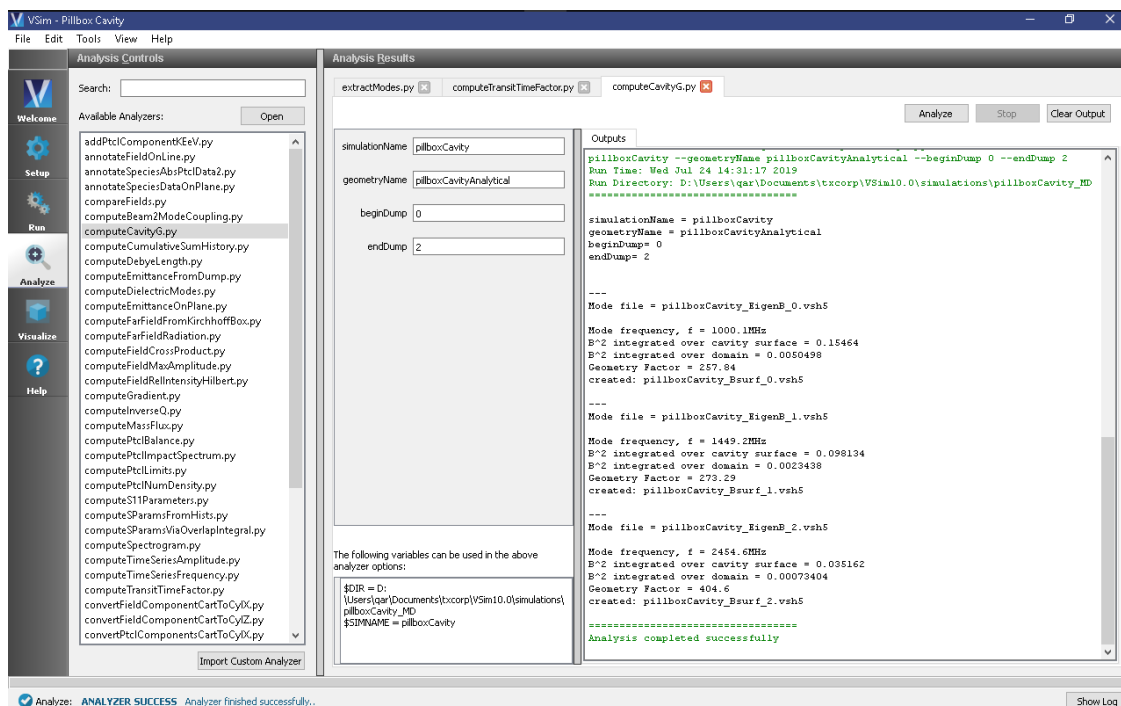 VSim - Pillbox Cavity
File Edit Tools View Help
Analysis Controls
Search:
Available Analyzers:
Open
addPtclComponentKEeV.py
annotateFieldOnLine.py
annotateSpeciesAbsPtclData2.py
annotateSpeciesDataOnPlane.py
compareFields.py
computeBeam2ModeCoupling.py
computeCavityG.py
computeCumulativeSumHistory.py
computeDebyeLength.py
computeEmittanceFromDump.py
computeDielectricModes.py
computeEmittanceOnPlane.py
computeFarFieldFromKirchhoffBox.py
computeFarFieldRadiation.py
computeFieldCrossProduct.py
computeFieldMaxAmplitude.py
computeFieldRelIntensityHilbert.py
computeGradient.py
computeInverseQ.py
computeMassFlux.py
computePtclBalance.py
computePtclImpactSpectrum.py
computePtclLimits.py
computePtclNumDensity.py
computeS11Parameters.py
computeSParamsFromHists.py
computeSParamsViaOverlapIntegral.py
computeSpectrogram.py
computeTimeSeriesAmplitude.py
computeTimeSeriesFrequency.py
computeTransitTimeFactor.py
convertFieldComponentCartToCylX.py
convertFieldComponentCartToCylZ.py
convertPtclComponentsCartToCylX.py
Import Custom Analyzer
Welcome
Setup
Run
Analyze
Visualize
Help
Analysis Results
extractModes.py
computeTransitTimeFactor.py
computeCavityG.py
Analyze
Stop
Clear Output
simulationName pillboxCavity
geometryName pillboxCavityAnalytical
beginDump 0
endDump 2
The following variables can be used in the above
analyzer options:
$DIR = D:
\Users\qar\Documents\txcorp\VSim10.0\simulations\
pillboxCavity_MD
$SIMNAME = pillboxCavity
Outputs
pillboxCavity --geometryName pillboxCavityAnalytical --beginDump 0 --endDump 2
Run Time: Wed Jul 24 14:31:17 2019
Run Directory: D:\Users\qar\Documents\txcorp\VSim10.0\simulations\pillboxCavity_MD
================================
simulationName = pillboxCavity
geometryName = pillboxCavityAnalytical
beginDump= 0
endDump= 2
---
Mode file = pillboxCavity_EigenB_0.vsh5
Mode frequency, f = 1000.1MHz
B^2 integrated over cavity surface = 0.15464
B^2 integrated over domain = 0.0050498
Geometry Factor = 257.84
created: pillboxCavity_Bsurf_0.vsh5
---
Mode file = pillboxCavity_EigenB_1.vsh5
Mode frequency, f = 1449.2MHz
B^2 integrated over cavity surface = 0.098134
B^2 integrated over domain = 0.0023438
Geometry Factor = 273.29
created: pillboxCavity_Bsurf_1.vsh5
---
Mode file = pillboxCavity_EigenB_2.vsh5
Mode frequency, f = 2454.6MHz
B^2 integrated over cavity surface = 0.035162
B^2 integrated over domain = 0.00073404
Geometry Factor = 404.6
created: pillboxCavity_Bsurf_2.vsh5
================================
Analysis completed successfully
Analyze: ANALYZER SUCCESS Analyzer finished successfully..
Show Log